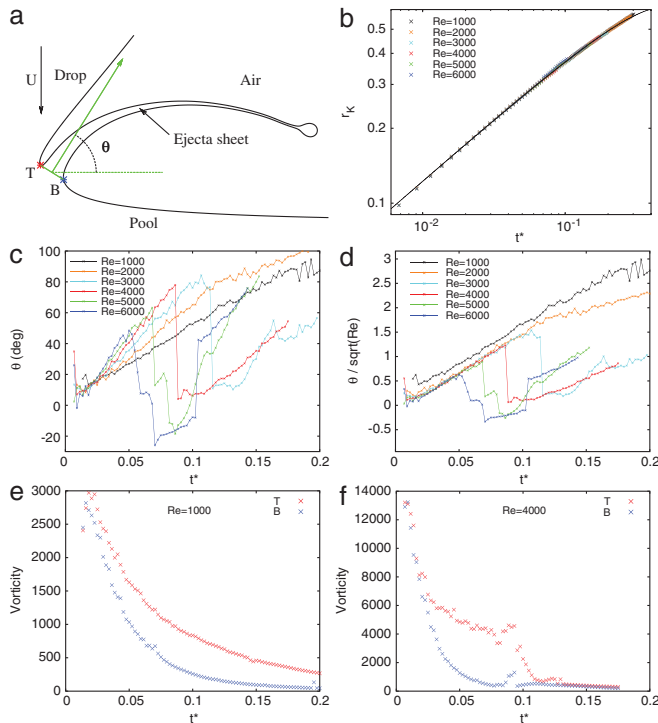 a
U
Drop
Air
Ejecta sheet
θ
T
B
Pool
b
r_K
0.5
0.4
0.3
0.2
0.1
Re=1000
Re=2000
Re=3000
Re=4000
Re=5000
Re=6000
10^-2
10^-1
t*
c
θ (deg)
100
80
60
40
20
0
-20
Re=1000
Re=2000
Re=3000
Re=4000
Re=5000
Re=6000
0
0.05
0.1
0.15
0.2
t*
d
θ / sqrt(Re)
3
2.5
2
1.5
1
0.5
0
-0.5
Re=1000
Re=2000
Re=3000
Re=4000
Re=5000
Re=6000
0
0.05
0.1
0.15
0.2
t*
e
Vorticity
3000
2500
2000
1500
1000
500
0
Re=1000
T
B
0
0.05
0.1
0.15
0.2
t*
f
Vorticity
14000
12000
10000
8000
6000
4000
2000
0
Re=4000
T
B
0
0.05
0.1
0.15
0.2
t*